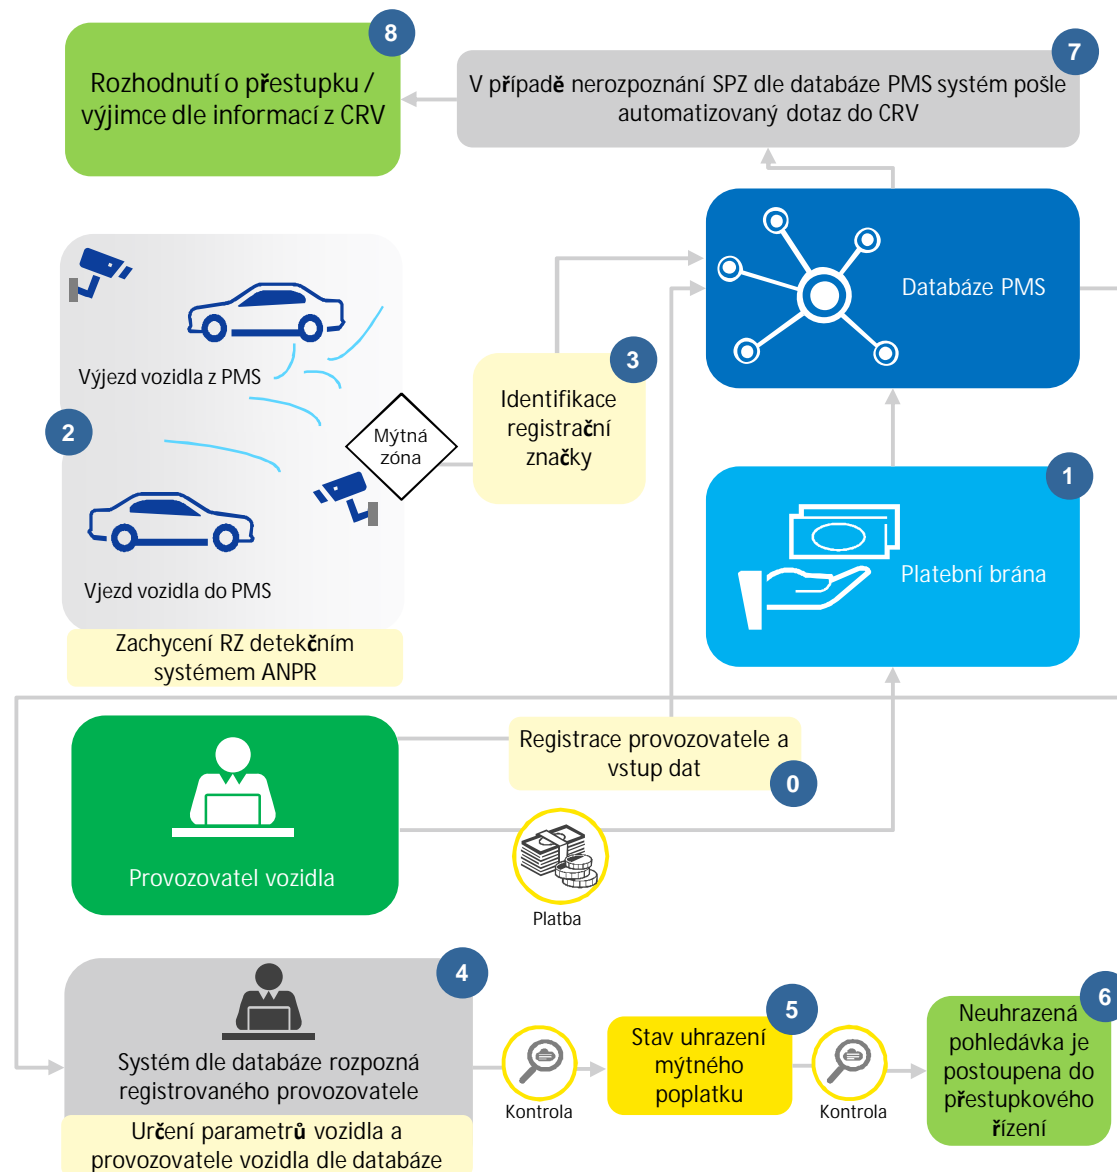 8
Rozhodnutí o přestupku /
výjimce dle informací z CRV
7
V případě nerozpoznání SPZ dle databáze PMS systém pošle
automatizovaný dotaz do CRV
Databáze PMS
Výjezd vozidla z PMS
2
Mýtná
zóna
Vjezd vozidla do PMS
Zachycení RZ detekčním
systémem ANPR
3
Identifikace
registrační
značky
1
Platební brána
Registrace provozovatele a
vstup dat
0
Provozovatel vozidla
Platba
4
Systém dle databáze rozpozná
registrovaného provozovatele
Určení parametrů vozidla a
provozovatele vozidla dle databáze
Kontrola
5
Stav uhrazení
mýtného
poplatku
Kontrola
6
Neuhrazená
pohledávka je
postoupena do
přestupkového
řízení